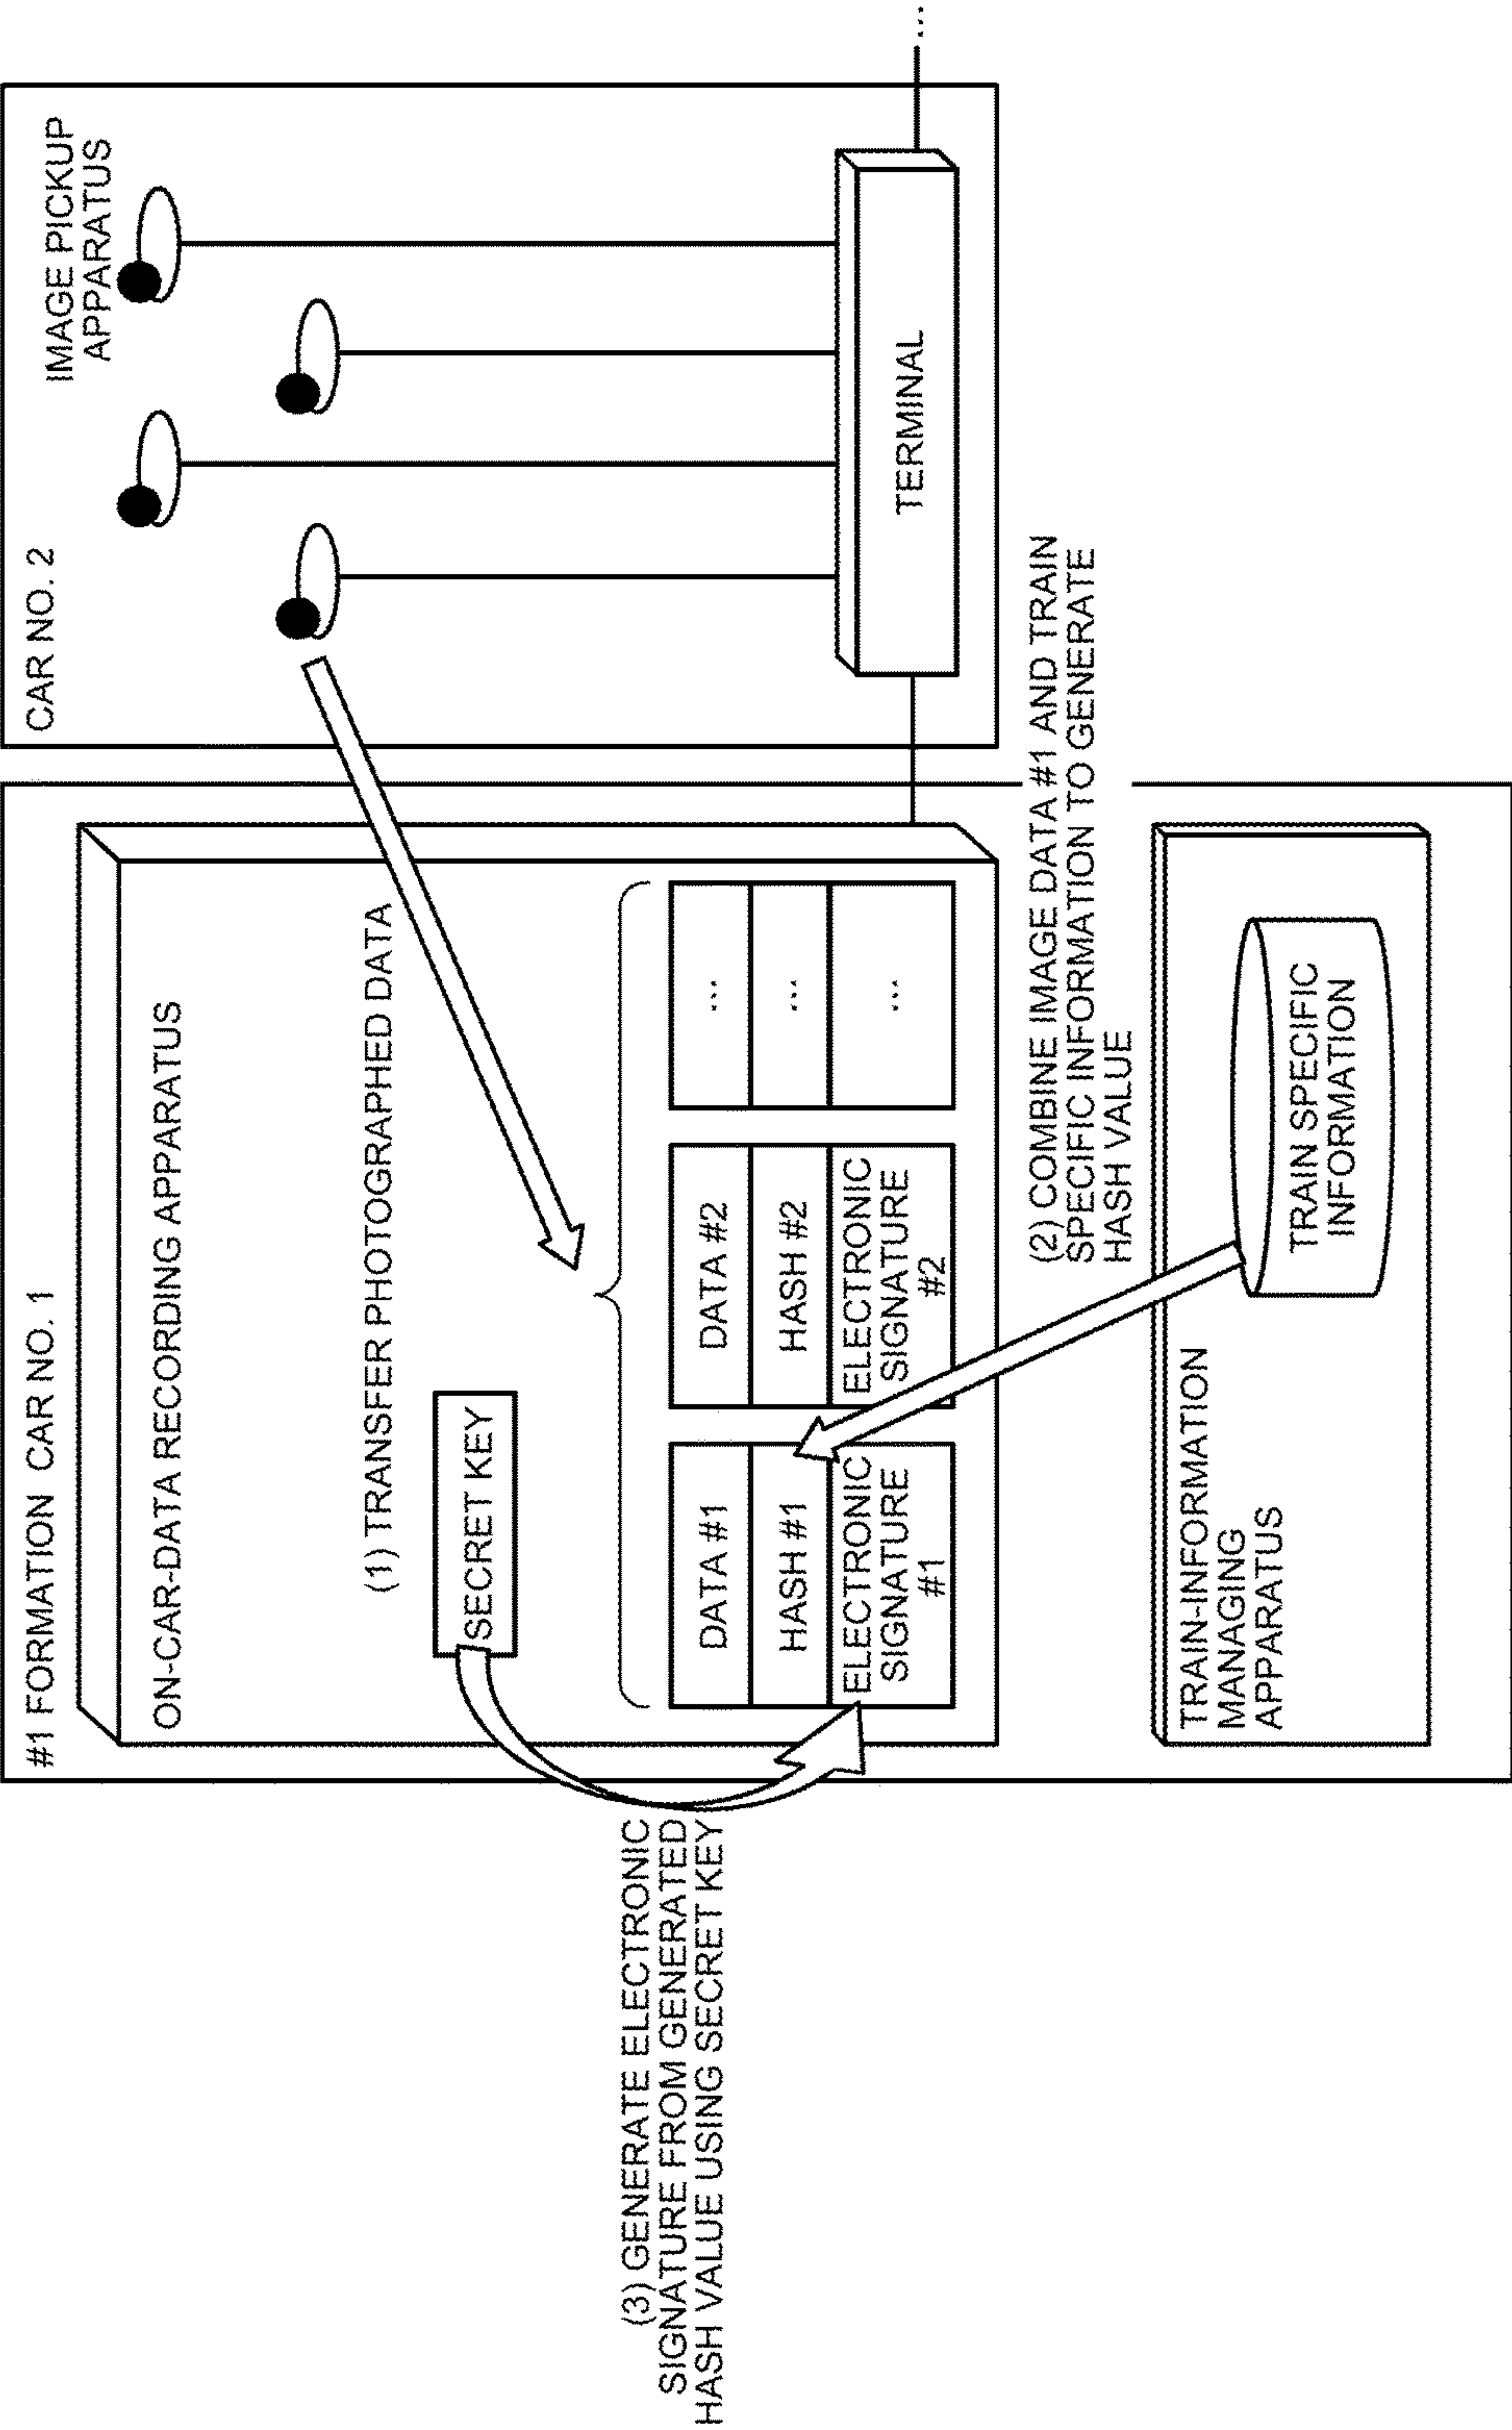 #1 FORMATION CAR NO. 1
ON-CAR-DATA RECORDING APPARATUS
(1) TRANSFER PHOTOGRAPHED DATA
SECRET KEY
DATA #1
HASH #1
ELECTRONIC
SIGNATURE
#1
DATA #2
HASH #2
ELECTRONIC
SIGNATURE
#2
...
...
...
(3) GENERATE ELECTRONIC
SIGNATURE FROM GENERATED
HASH VALUE USING SECRET KEY
CAR NO. 2
IMAGE PICKUP
APPARATUS
TERMINAL
...
(2) COMBINE IMAGE DATA #1 AND TRAIN
SPECIFIC INFORMATION TO GENERATE
HASH VALUE
TRAIN-INFORMATION
MANAGING
APPARATUS
TRAIN SPECIFIC
INFORMATION